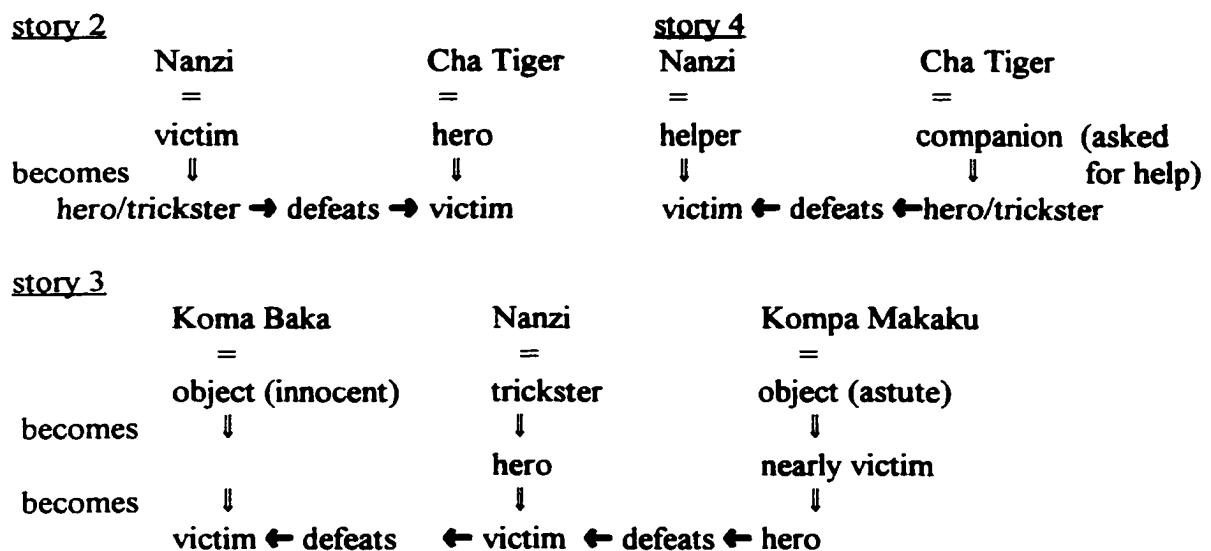 story 2 story 4
Nanzi Cha Tiger Nanzi Cha Tiger
= = = =
victim hero helper companion (asked
becomes ⇓ ⇓ ⇓ ⇓ for help)
hero/trickster → defeats → victim victim ← defeats ←hero/trickster
story 3
Koma Baka Nanzi Kompa Makaku
= = =
object (innocent) trickster object (astute)
becomes ⇓ ⇓ ⇓
hero nearly victim
becomes ⇓ ⇓ ⇓
victim ← defeats ← victim ← defeats ← hero